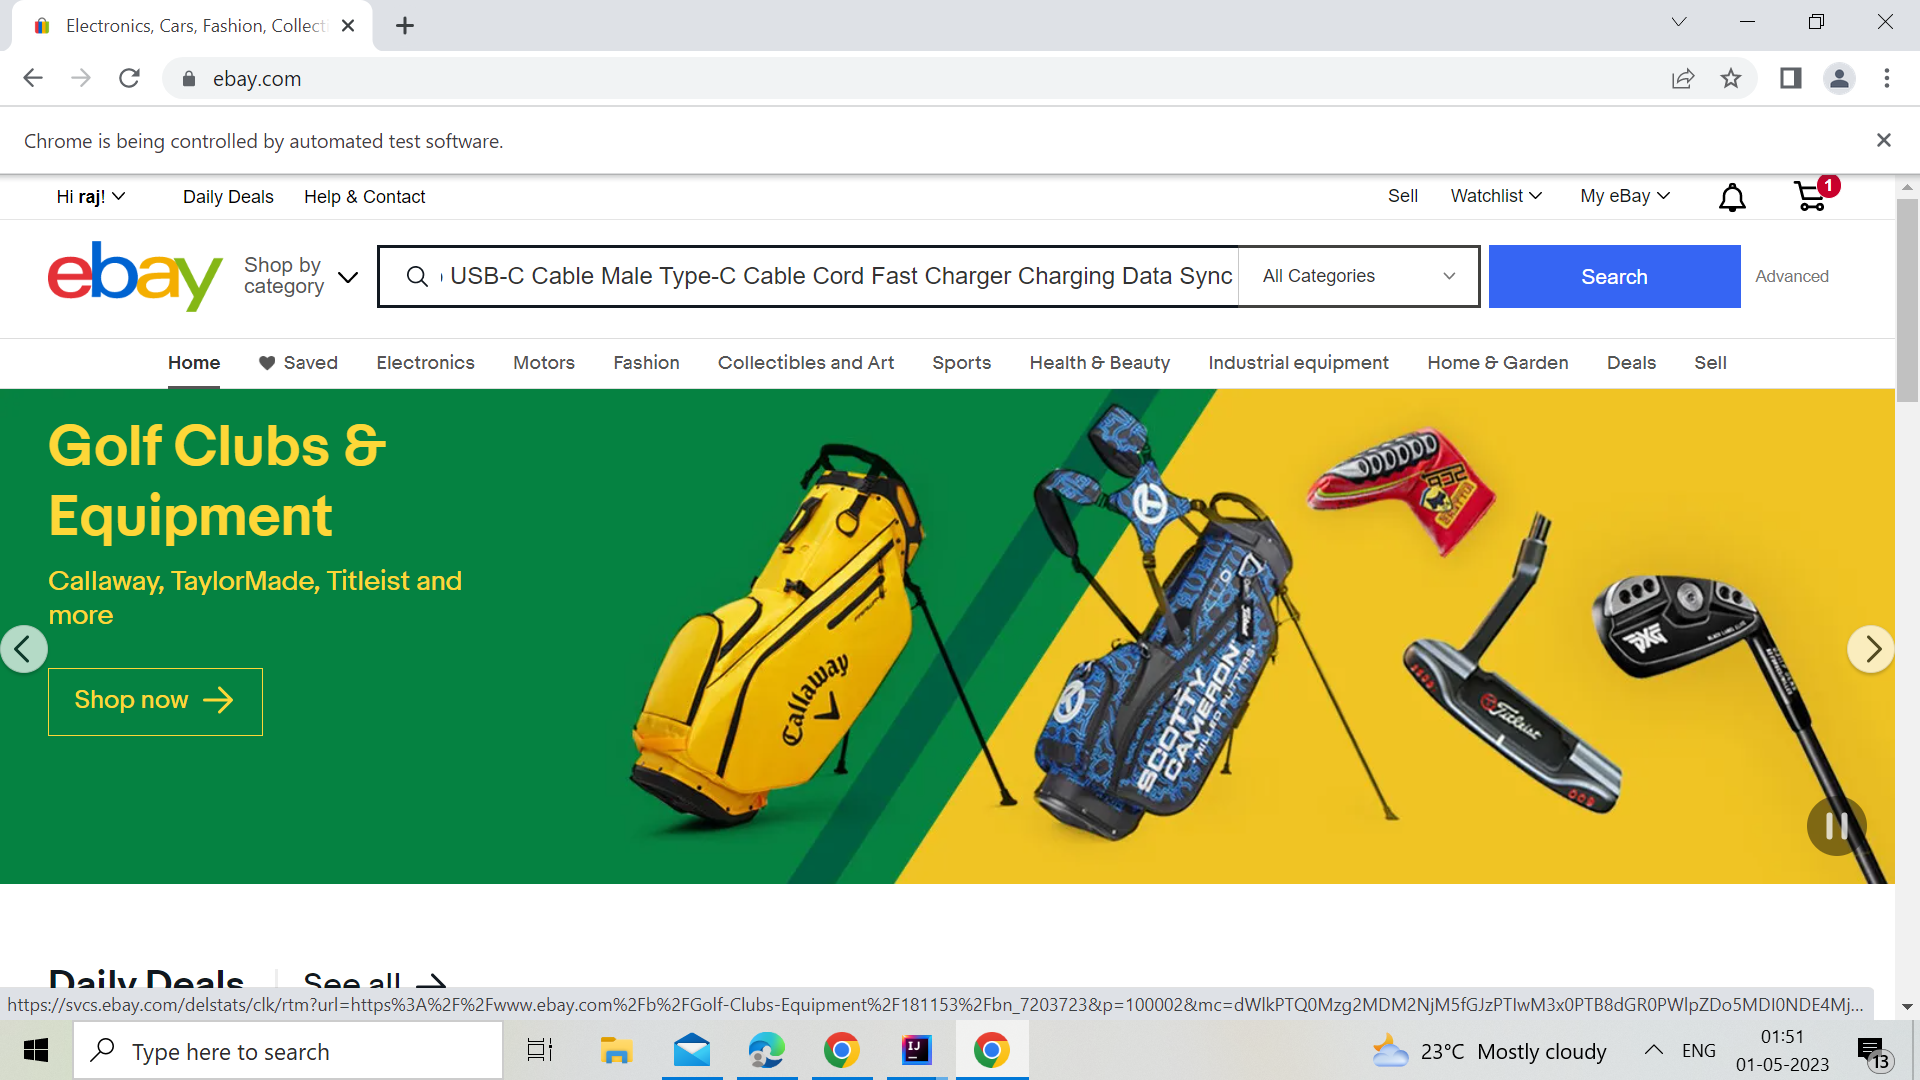 Electronics, Cars, Fashion, Collecti
ebay.com
Chrome is being controlled by automated test software.
Hi raj!
Daily Deals
Help & Contact
Sell
Watchlist
My eBay
1
ebay
Shop by
category
USB-C Cable Male Type-C Cable Cord Fast Charger Charging Data Sync
All Categories
Search
Advanced
Home
Saved
Electronics
Motors
Fashion
Collectibles and Art
Sports
Health & Beauty
Industrial equipment
Home & Garden
Deals
Sell
Golf Clubs &
Equipment
Callaway, TaylorMade, Titleist and
more
Shop now
Callaway
SCOTTY
CAMERON
MILLED PUTTERS
Titleist
PXG
Daily Deals
See all
https://svcs.ebay.com/delstats/clk/rtm?url=https%3A%2F%2Fwww.ebay.com%2Fb%2FGolf-Clubs-Equipment%2F181153%2Fbn_7203723&p=100002&mc=dWlkPTQ0Mzg2MDM2NjM5fGJzPTIwM3x0PTB8dGR0PWlpZDo5MDI0NDE4Mj...
Type here to search
IJ
23°C Mostly cloudy
ENG
01:51
01-05-2023
13